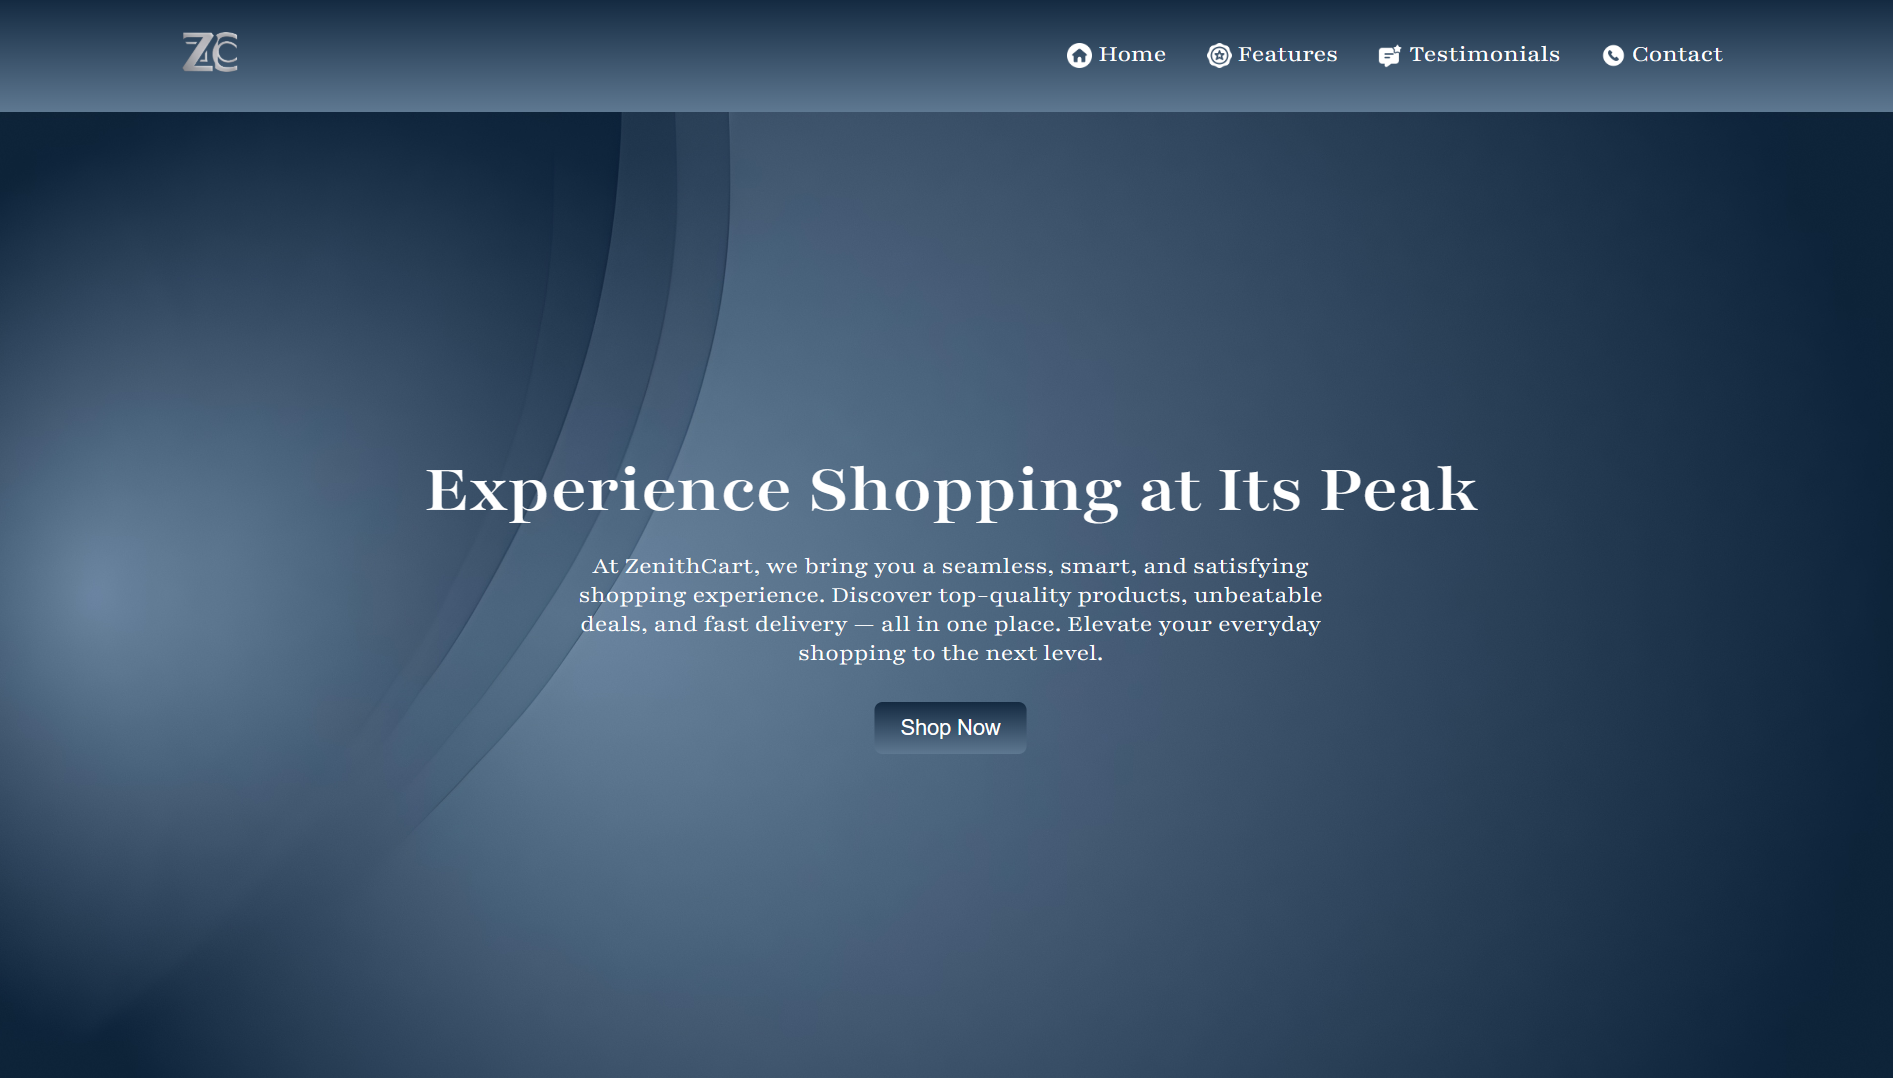 ZC
Home Features Testimonials Contact
Experience Shopping at Its Peak
At ZenithCart, we bring you a seamless, smart, and satisfying
shopping experience. Discover top-quality products, unbeatable
deals, and fast delivery — all in one place. Elevate your everyday
shopping to the next level.
Shop Now